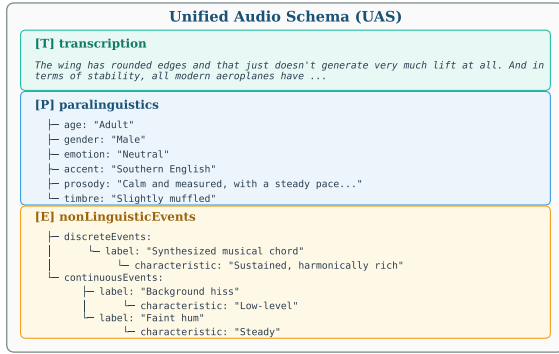 Unified Audio Schema (UAS)
[T] transcription
The wing has rounded edges and that just doesn't generate very much lift at all. And in
terms of stability, all modern aeroplanes have ...
[P] paralinguistics
├─ age: "Adult"
├─ gender: "Male"
├─ emotion: "Neutral"
├─ accent: "Southern English"
├─ prosody: "Calm and measured, with a steady pace..."
└─ timbre: "Slightly muffled"
[E] nonLinguisticEvents
├─ discreteEvents:
│ └─ label: "Synthesized musical chord"
│ └─ characteristic: "Sustained, harmonically rich"
└─ continuousEvents:
├─ label: "Background hiss"
│ └─ characteristic: "Low-level"
└─ label: "Faint hum"
└─ characteristic: "Steady"